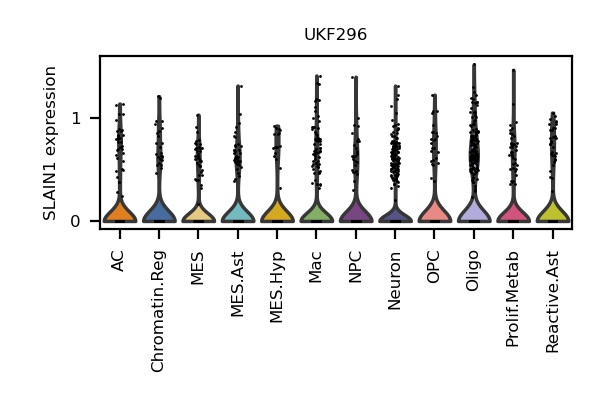 UKF296
SLAIN1 expression
1
0
AC
Chromatin.Reg
MES
MES.Ast
MES.Hyp
Mac
NPC
Neuron
OPC
Oligo
Prolif.Metab
Reactive.Ast